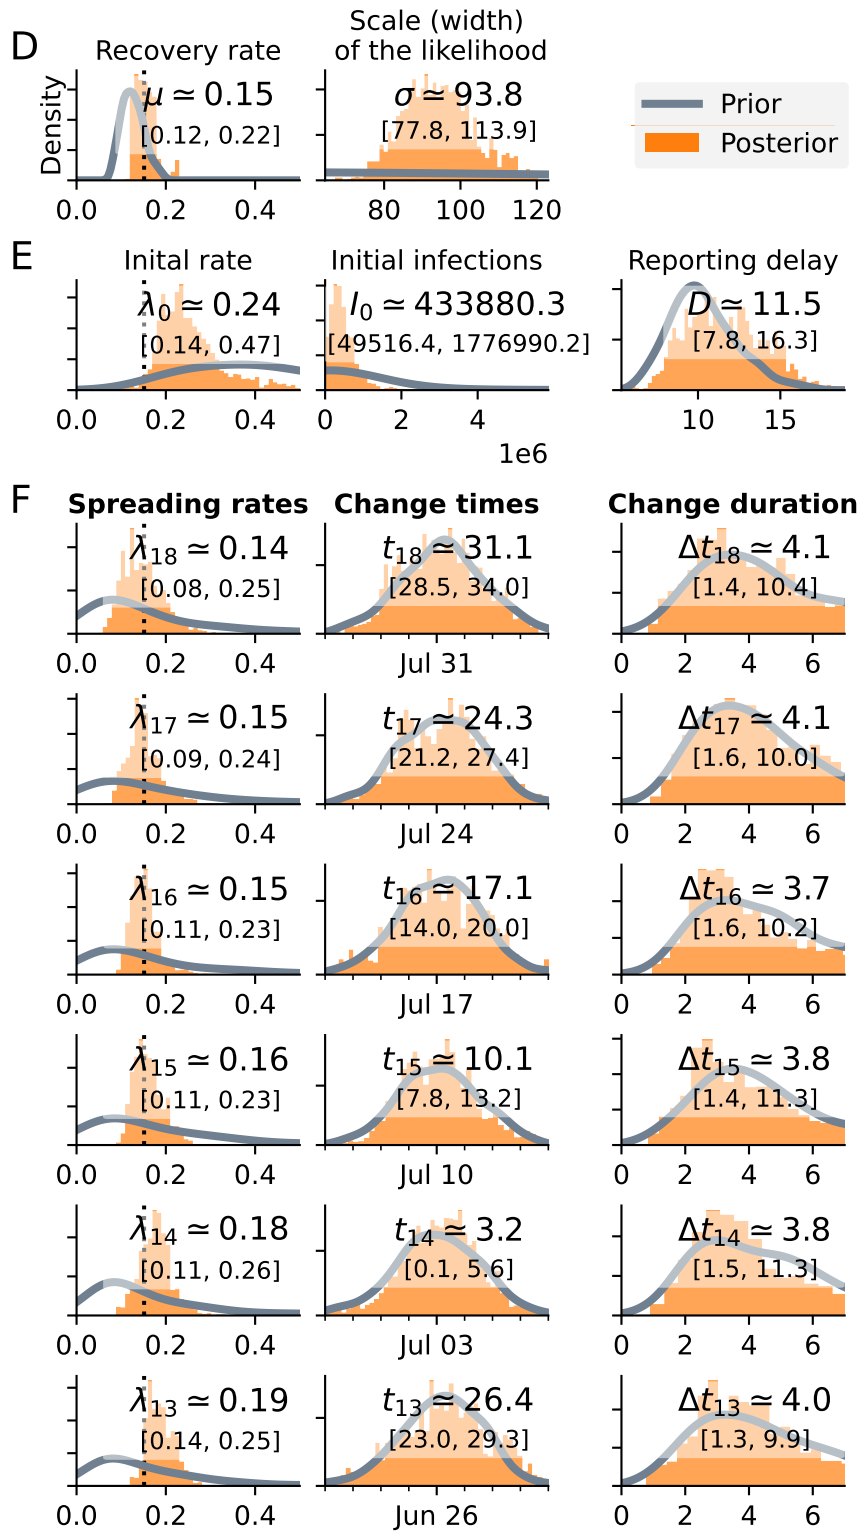 D
Recovery rate
Scale (width)
of the likelihood
Density
μ ≃ 0.15
[0.12, 0.22]
0.0 0.2 0.4
σ ≃ 93.8
[77.8, 113.9]
80 100 120
Prior
Posterior
E
Inital rate
λ0 ≃ 0.24
[0.14, 0.47]
0.0 0.2 0.4
Initial infections
I0 ≃ 433880.3
[49516.4, 1776990.2]
0 2 4
1e6
Reporting delay
D ≃ 11.5
[7.8, 16.3]
10 15
F
Spreading rates
Change times
Change duration
λ18 ≃ 0.14
[0.08, 0.25]
0.0 0.2 0.4
t18 ≃ 31.1
[28.5, 34.0]
Jul 31
Δt18 ≃ 4.1
[1.4, 10.4]
0 2 4 6
λ17 ≃ 0.15
[0.09, 0.24]
0.0 0.2 0.4
t17 ≃ 24.3
[21.2, 27.4]
Jul 24
Δt17 ≃ 4.1
[1.6, 10.0]
0 2 4 6
λ16 ≃ 0.15
[0.11, 0.23]
0.0 0.2 0.4
t16 ≃ 17.1
[14.0, 20.0]
Jul 17
Δt16 ≃ 3.7
[1.6, 10.2]
0 2 4 6
λ15 ≃ 0.16
[0.11, 0.23]
0.0 0.2 0.4
t15 ≃ 10.1
[7.8, 13.2]
Jul 10
Δt15 ≃ 3.8
[1.4, 11.3]
0 2 4 6
λ14 ≃ 0.18
[0.11, 0.26]
0.0 0.2 0.4
t14 ≃ 3.2
[0.1, 5.6]
Jul 03
Δt14 ≃ 3.8
[1.5, 11.3]
0 2 4 6
λ13 ≃ 0.19
[0.14, 0.25]
0.0 0.2 0.4
t13 ≃ 26.4
[23.0, 29.3]
Jun 26
Δt13 ≃ 4.0
[1.3, 9.9]
0 2 4 6